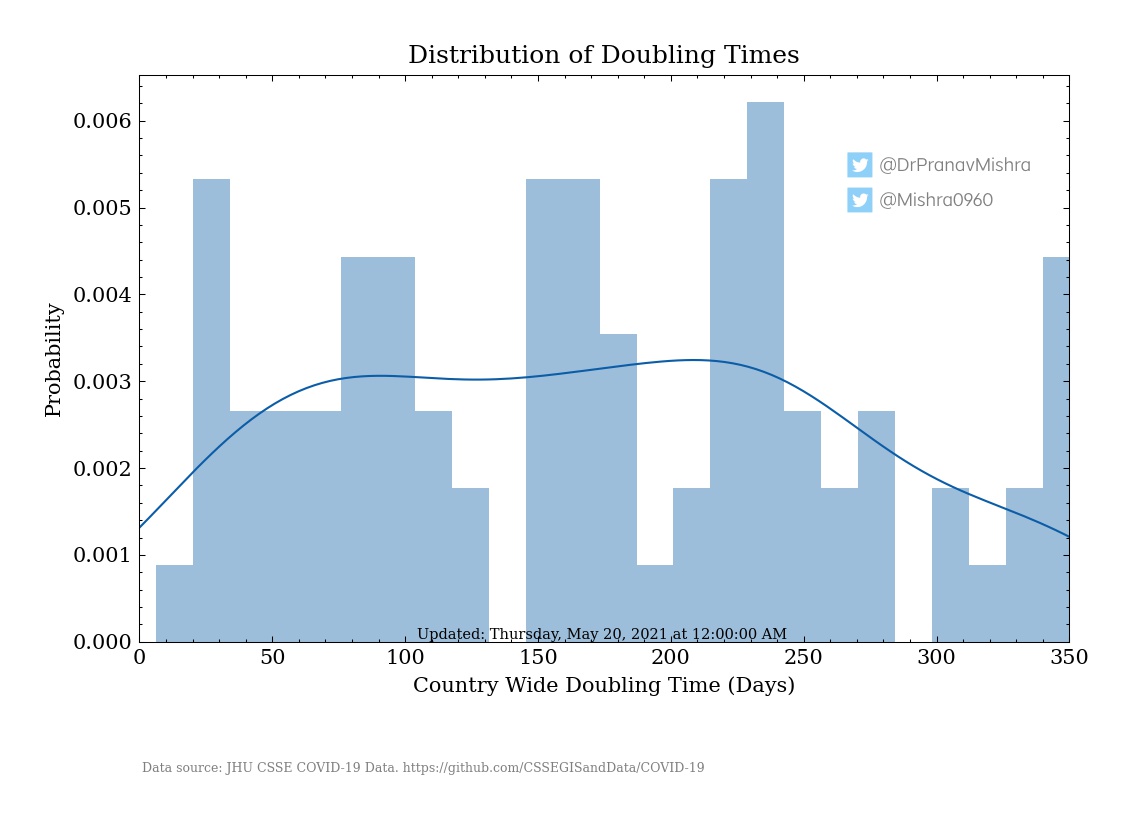 Distribution of Doubling Times
0.006
0.005
0.004
0.003
0.002
0.001
0.000
Probability
@DrPranavMishra
@Mishra0960
Updated: Thursday, May 20, 2021 at 12:00:00 AM
0 50 100 150 200 250 300 350
Country Wide Doubling Time (Days)
Data source: JHU CSSE COVID-19 Data. https://github.com/CSSEGISandData/COVID-19